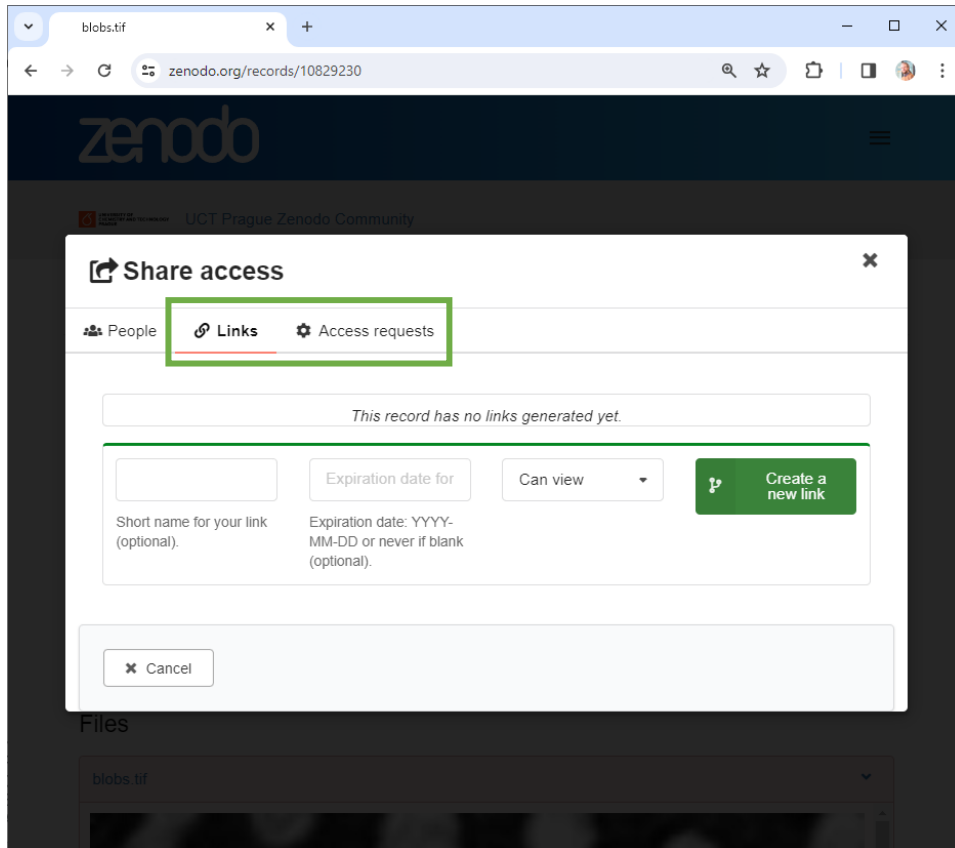 blobs.tif
zenodo.org/records/10829230
zenodo
UCT Prague Zenodo Community
Share access
People
Links
Access requests
This record has no links generated yet.
Expiration date for
Can view
Create a
new link
Short name for your link
(optional).
Expiration date: YYYY-
MM-DD or never if blank
(optional).
Cancel
Files
blobs.tif